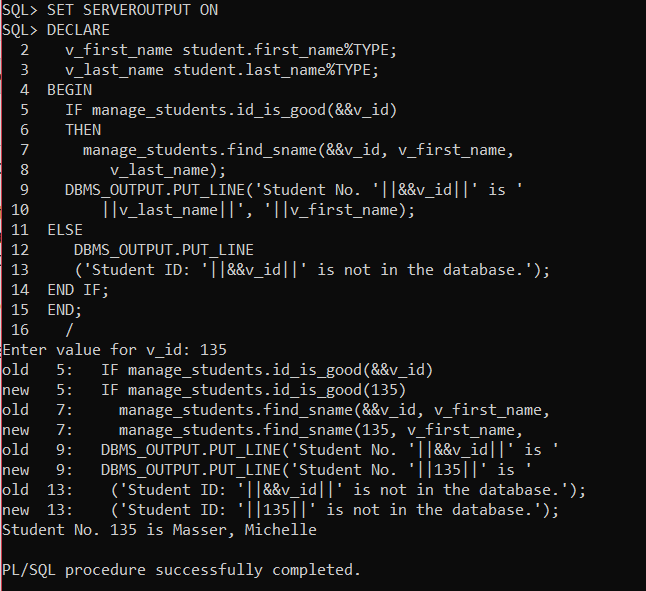 SQL> SET SERVEROUTPUT ON
SQL> DECLARE
  2    v_first_name student.first_name%TYPE;
  3    v_last_name student.last_name%TYPE;
  4  BEGIN
  5    IF manage_students.id_is_good(&&v_id)
  6    THEN
  7      manage_students.find_sname(&&v_id, v_first_name,
  8         v_last_name);
  9    DBMS_OUTPUT.PUT_LINE('Student No. '||&&v_id||' is '
 10        ||v_last_name||', '||v_first_name);
 11  ELSE
 12     DBMS_OUTPUT.PUT_LINE
 13     ('Student ID: '||&&v_id||' is not in the database.');
 14  END IF;
 15  END;
 16    /
Enter value for v_id: 135
old   5:   IF manage_students.id_is_good(&&v_id)
new   5:   IF manage_students.id_is_good(135)
old   7:     manage_students.find_sname(&&v_id, v_first_name,
new   7:     manage_students.find_sname(135, v_first_name,
old   9:   DBMS_OUTPUT.PUT_LINE('Student No. '||&&v_id||' is '
new   9:   DBMS_OUTPUT.PUT_LINE('Student No. '||135||' is '
old  13:    ('Student ID: '||&&v_id||' is not in the database.');
new  13:    ('Student ID: '||135||' is not in the database.');
Student No. 135 is Masser, Michelle

PL/SQL procedure successfully completed.